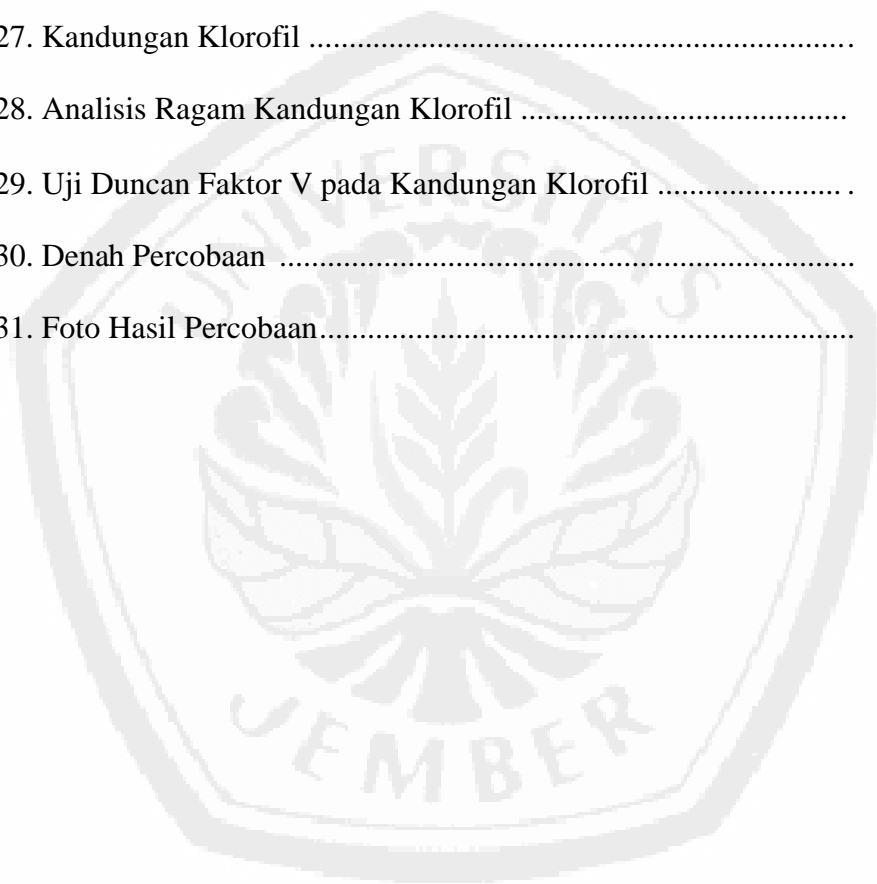 27. Kandungan Klorofil ..................................................................................
28. Analisis Ragam Kandungan Klorofil ..................................................
29. Uji Duncan Faktor V pada Kandungan Klorofil ...................... .
30. Denah Percobaan ........................................................................
31. Foto Hasil Percobaan..................................................................
UNIVERSITAS
JEMBER